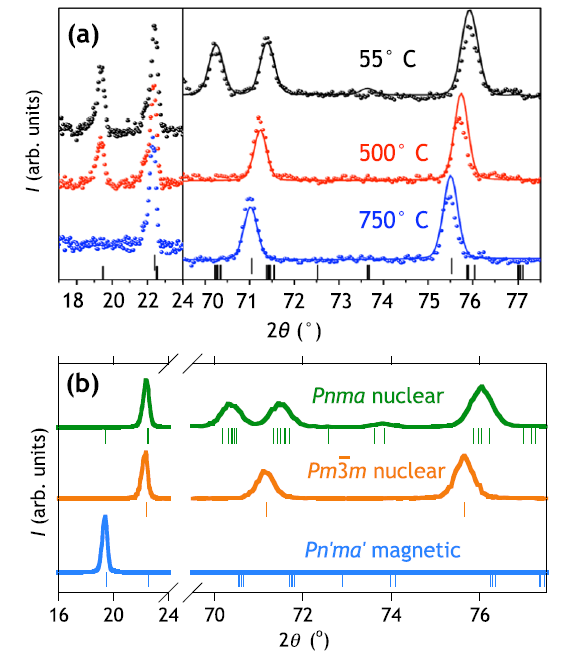 (a)
I (arb. units)
55° C
500° C
750° C
18 20 22 24 70 71 72 73 74 75 76 77
2θ (°)
(b)
I (arb. units)
Pnma nuclear
Pm3̄m nuclear
Pn'ma' magnetic
16 20 24 70 72 74 76
2θ (°)